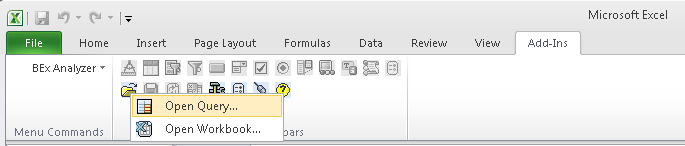 Microsoft Excel
File Home Insert Page Layout Formulas Data Review View Add-Ins
BEx Analyzer
Open Query...
Open Workbook...
Menu Commands bars